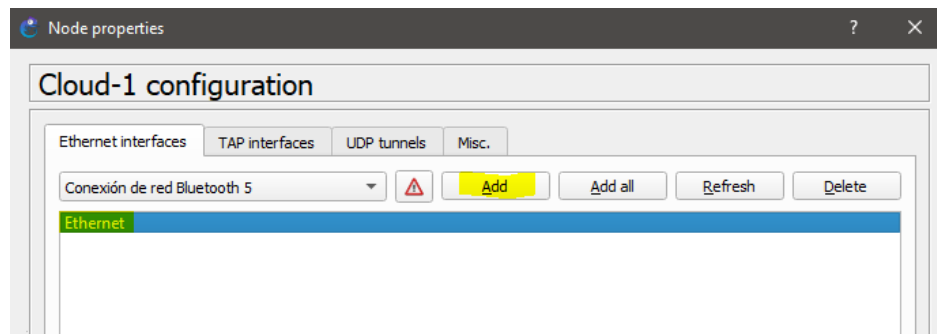 Node properties ? ×
Cloud-1 configuration
Ethernet interfaces TAP interfaces UDP tunnels Misc.
Conexión de red Bluetooth 5 Add Add all Refresh Delete
Ethernet